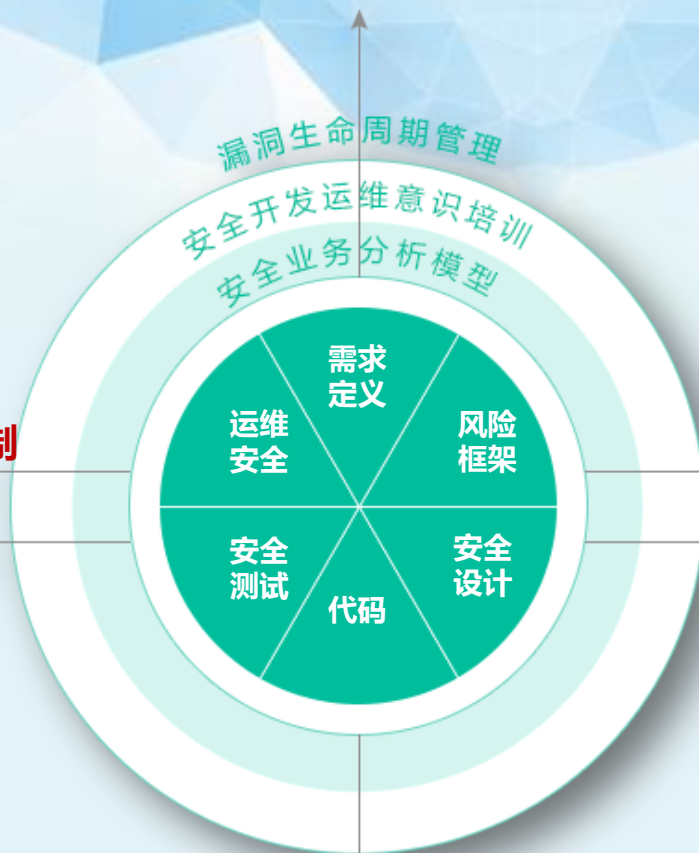 漏洞生命周期管理
安全开发运维意识培训
安全业务分析模型
需求
定义
风险
框架
安全
设计
代码
安全
测试
运维
安全
制